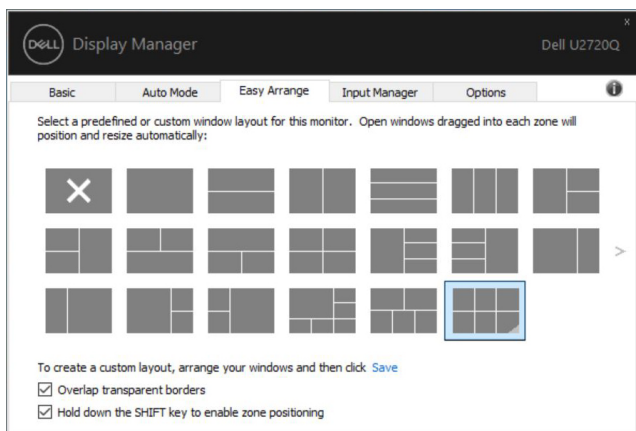 x
DELL Display Manager Dell U2720Q
Basic Auto Mode Easy Arrange Input Manager Options i
Select a predefined or custom window layout for this monitor. Open windows dragged into each zone will
position and resize automatically:
>
To create a custom layout, arrange your windows and then click Save
Overlap transparent borders
Hold down the SHIFT key to enable zone positioning